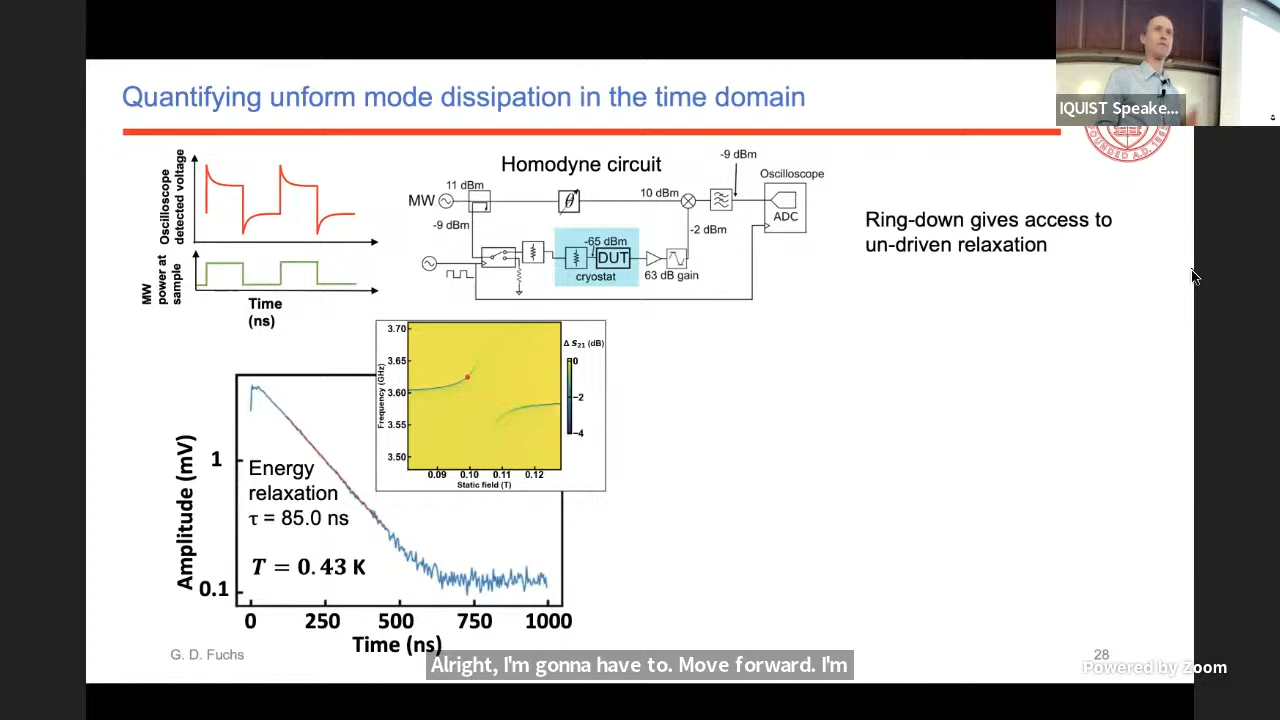 IQUIST Speake...
Quantifying unform mode dissipation in the time domain
FOUNDED A.D. 1865
Oscilloscope
detected voltage
MW
power at
sample
Time
(ns)
Homodyne circuit
-9 dBm
11 dBm
MW
θ
10 dBm
Oscilloscope
ADC
-9 dBm
-2 dBm
-65 dBm
DUT
cryostat
63 dB gain
Ring-down gives access to
un-driven relaxation
3.70
3.65
3.60
3.55
3.50
Frequency (GHz)
0.09 0.10 0.11 0.12
Static field (T)
Δ S21 (dB)
0
−2
−4
Amplitude (mV)
1
0.1
Energy
relaxation
τ = 85.0 ns
T = 0.43 K
0 250 500 750 1000
Time (ns)
G. D. Fuchs
28
Alright, I'm gonna have to. Move forward. I'm
Powered by Zoom